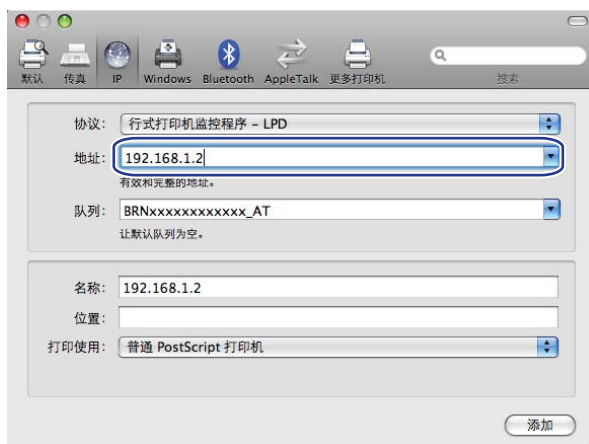 默认 传真 IP Windows Bluetooth AppleTalk 更多打印机 搜索
协议: 行式打印机监控程序 – LPD
地址: 192.168.1.2
有效和完整的地址。
队列: BRNxxxxxxxxxxxx_AT
让默认队列为空。
名称: 192.168.1.2
位置:
打印使用: 普通 PostScript 打印机
添加